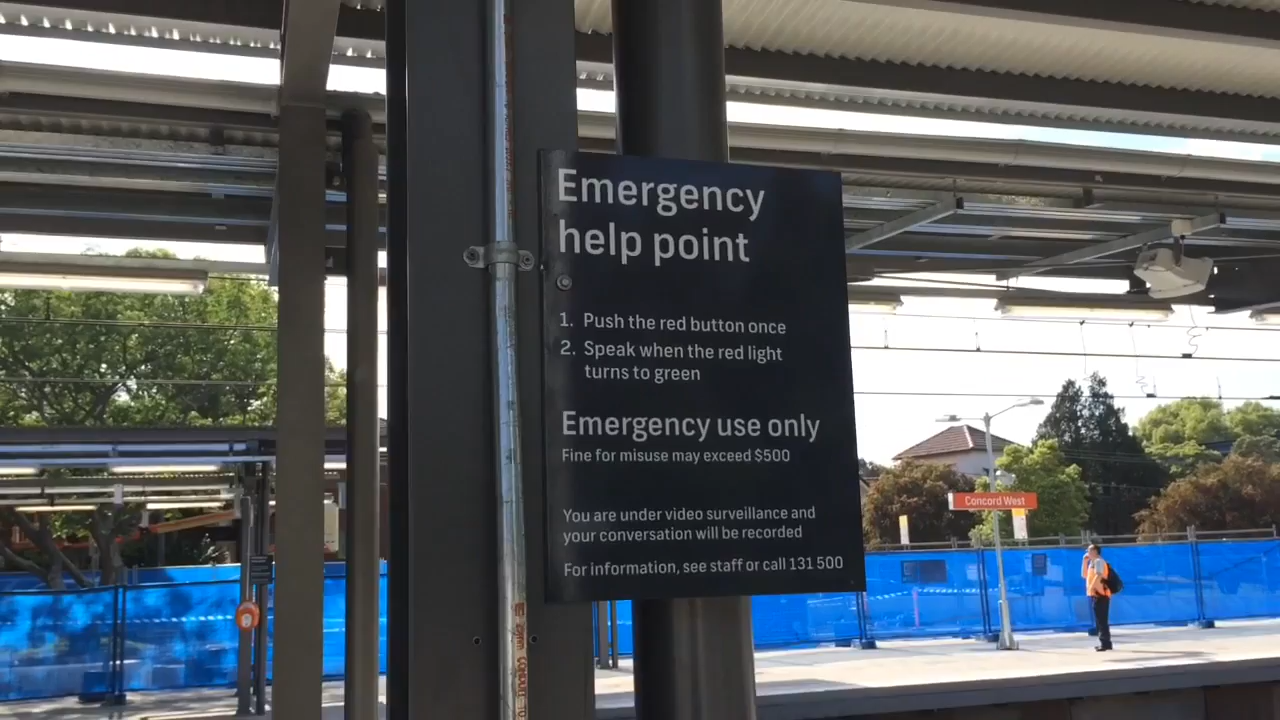 Emergency
help point
1. Push the red button once
2. Speak when the red light
turns to green
Emergency use only
Fine for misuse may exceed $500
You are under video surveillance and
your conversation will be recorded
For information, see staff or call 131 500
Concord West